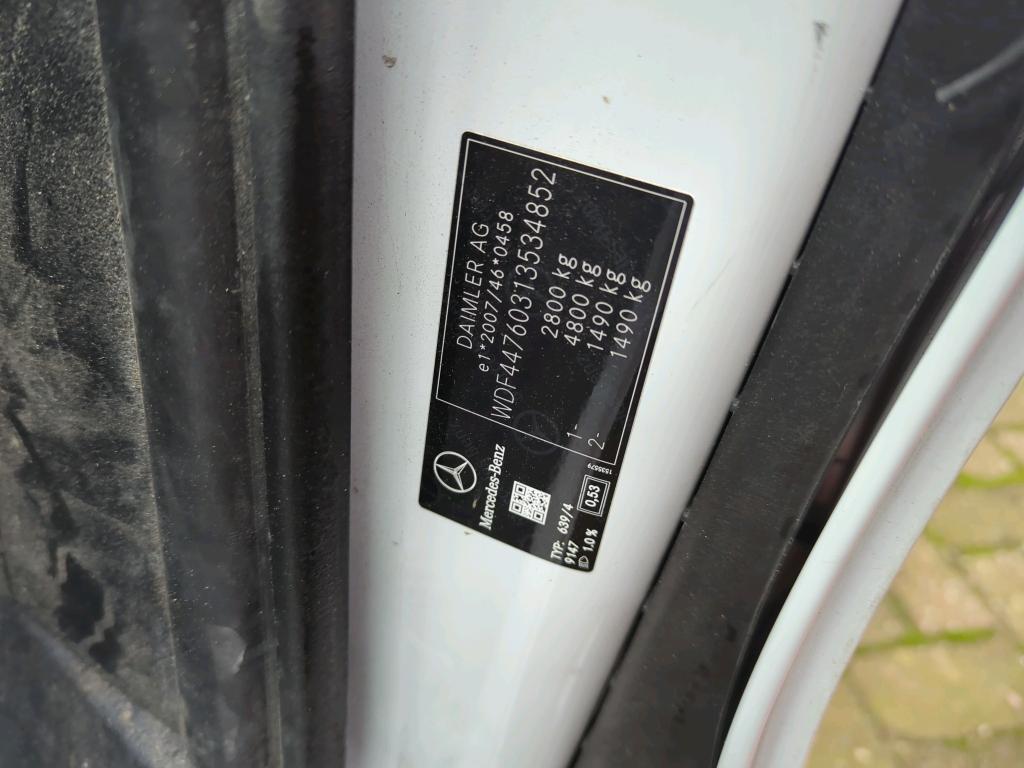 DAIMLER AG
e1*2007/46*0458
WDF44760313534852
2800 kg
4800 kg
1- 1490 kg
2- 1490 kg
Mercedes-Benz
TYP: 639/4
9147
1.0 %
0,53
1535579